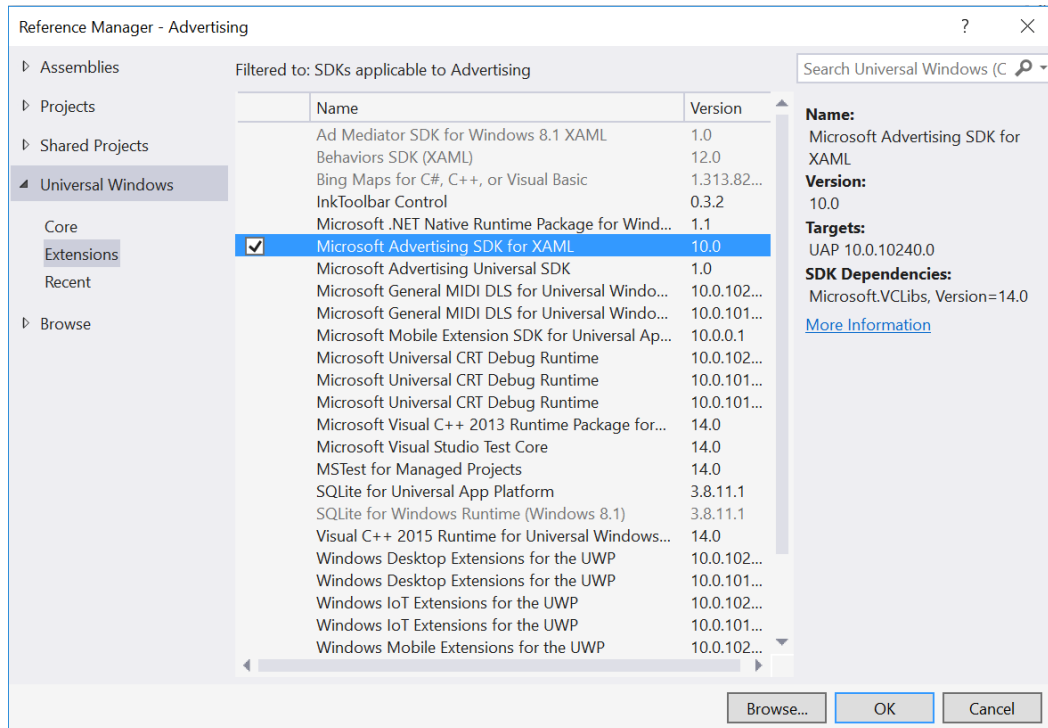 Reference Manager - Advertising
Assemblies
Projects
Shared Projects
Universal Windows
Core
Extensions
Recent
Browse
Filtered to: SDKs applicable to Advertising
Name Version
Ad Mediator SDK for Windows 8.1 XAML 1.0
Behaviors SDK (XAML) 12.0
Bing Maps for C#, C++, or Visual Basic 1.313.82...
InkToolbar Control 0.3.2
Microsoft .NET Native Runtime Package for Wind... 1.1
Microsoft Advertising SDK for XAML 10.0
Microsoft Advertising Universal SDK 1.0
Microsoft General MIDI DLS for Universal Windo... 10.0.102...
Microsoft General MIDI DLS for Universal Windo... 10.0.101...
Microsoft Mobile Extension SDK for Universal Ap... 10.0.0.1
Microsoft Universal CRT Debug Runtime 10.0.102...
Microsoft Universal CRT Debug Runtime 10.0.101...
Microsoft Universal CRT Debug Runtime 10.0.101...
Microsoft Visual C++ 2013 Runtime Package for... 14.0
Microsoft Visual Studio Test Core 14.0
MSTest for Managed Projects 14.0
SQLite for Universal App Platform 3.8.11.1
SQLite for Windows Runtime (Windows 8.1) 3.8.11.1
Visual C++ 2015 Runtime for Universal Windows... 14.0
Windows Desktop Extensions for the UWP 10.0.102...
Windows Desktop Extensions for the UWP 10.0.101...
Windows IoT Extensions for the UWP 10.0.102...
Windows IoT Extensions for the UWP 10.0.101...
Windows Mobile Extensions for the UWP 10.0.102...
Search Universal Windows (C
Name:
Microsoft Advertising SDK for
XAML
Version:
10.0
Targets:
UAP 10.0.10240.0
SDK Dependencies:
Microsoft.VCLibs, Version=14.0
More Information
Browse... OK Cancel